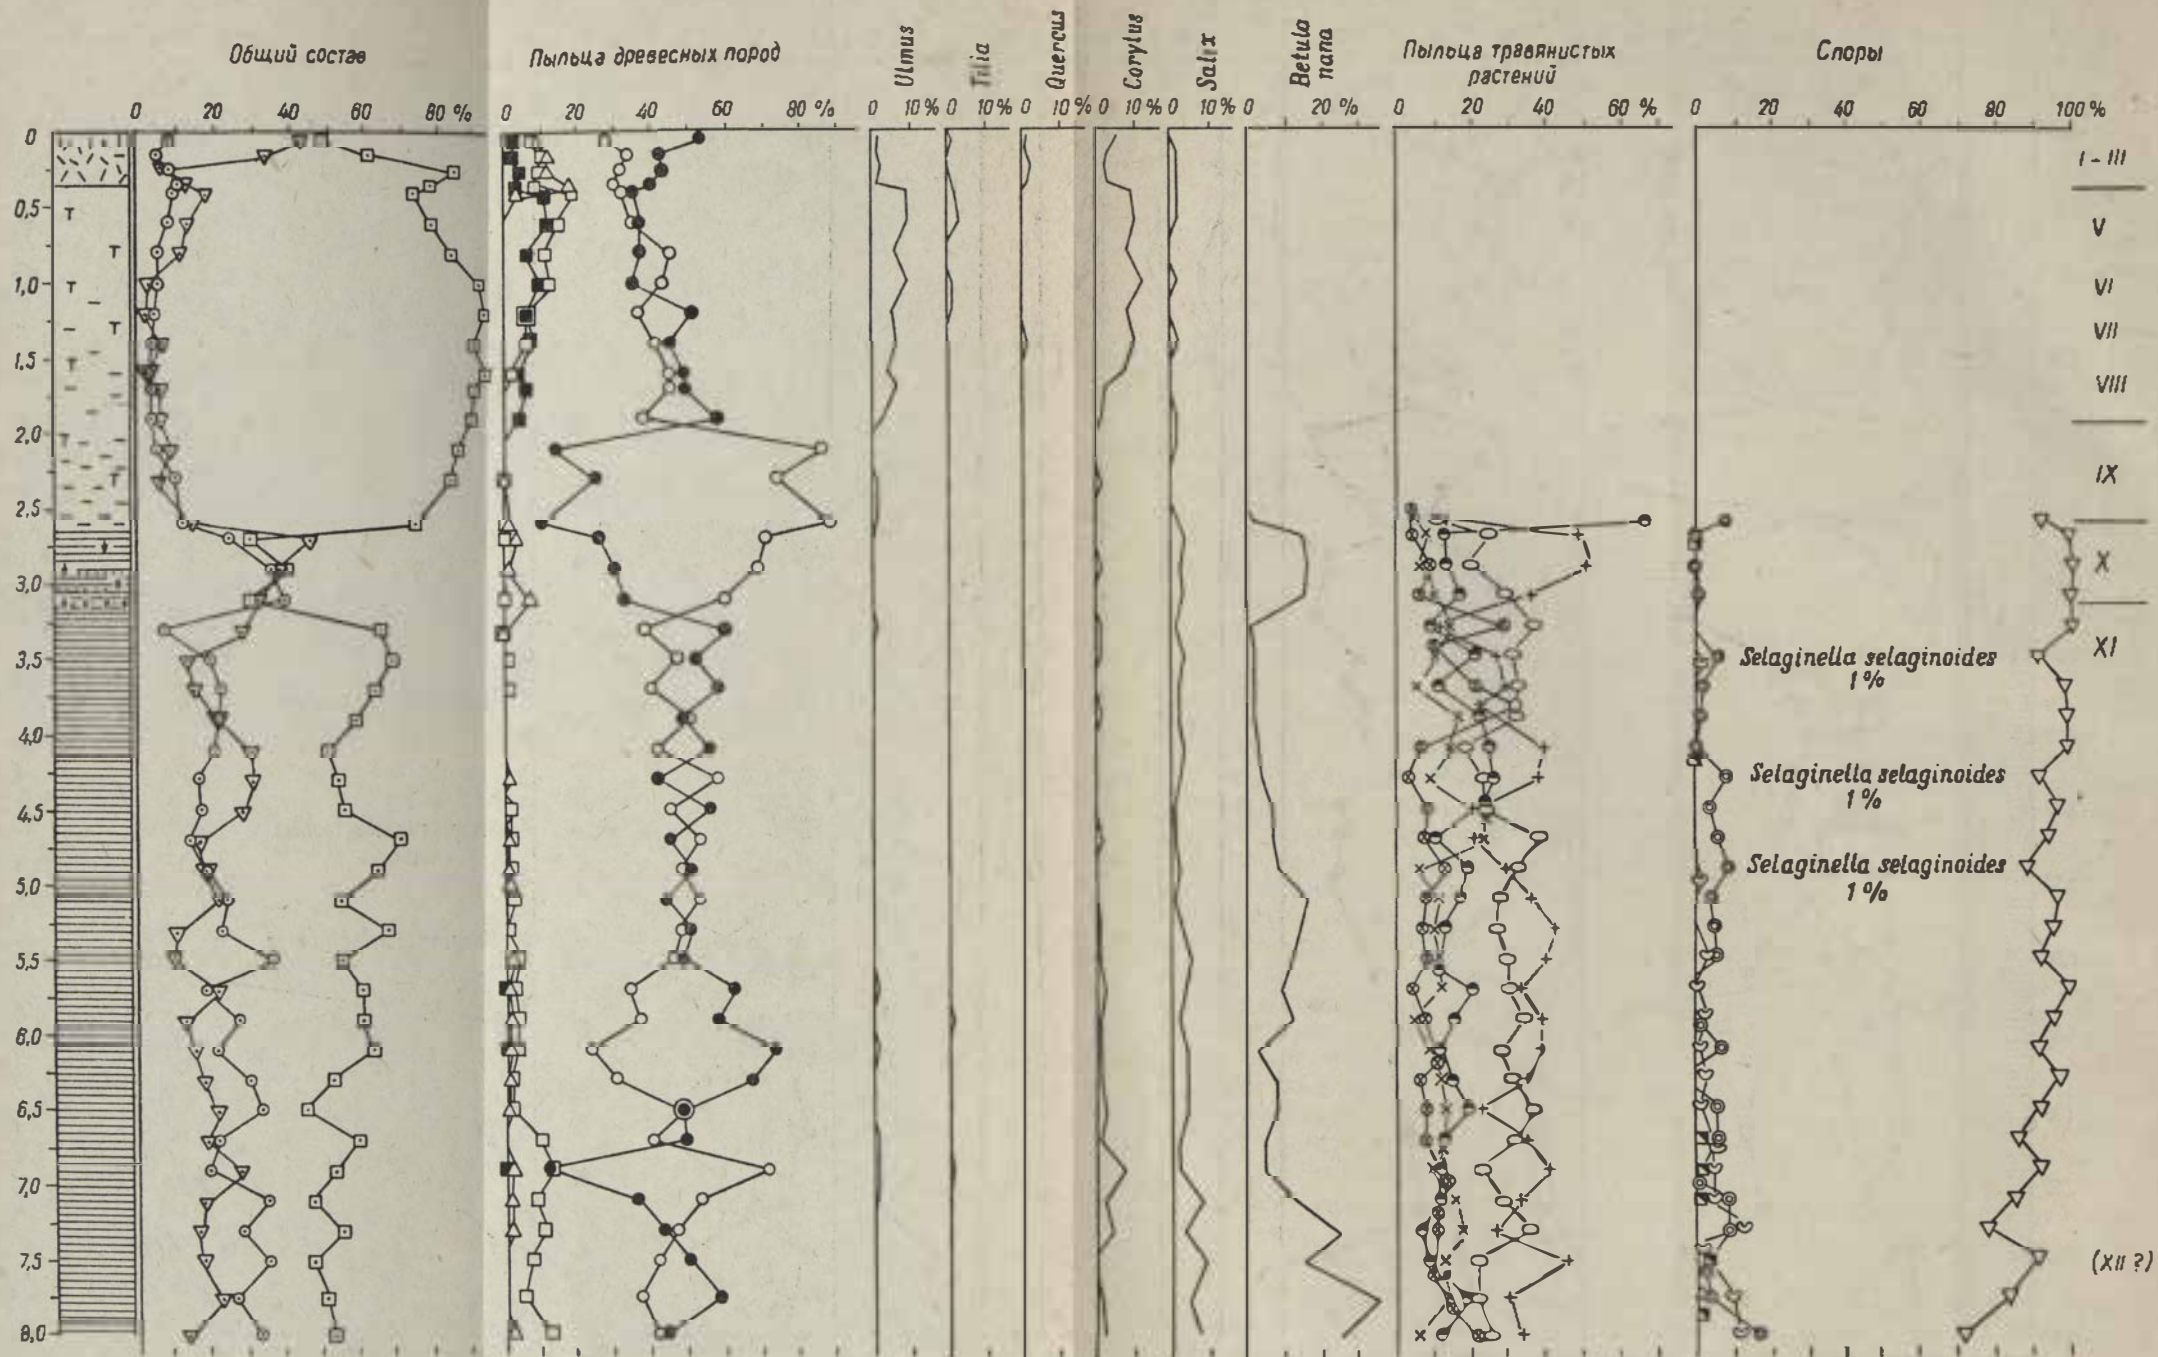 Общий состав
Пыльца древесных пород
Ulmus
Tilia
Quercus
Corylus
Salix
Betula
nana
Пыльца травянистых
растений
Споры
0 20 40 60 80 %
0 20 40 80 %
0 10 %
0 10 %
0 10 %
0 10 %
0 10 %
0 20 %
0 20 40 60 %
0 20 40 60 80 100 %
0
I - III
0,5
T
V
T
1,0
T
VI
T
VII
1,5
T
VIII
2,0
T
T
IX
2,5
X
3,0
XI
3,5
Selaginella selaginoides
1 %
4,0
Selaginella selaginoides
1 %
4,5
Selaginella selaginoides
1 %
5,0
5,5
6,0
6,5
7,0
7,5
(XII ?)
8,0